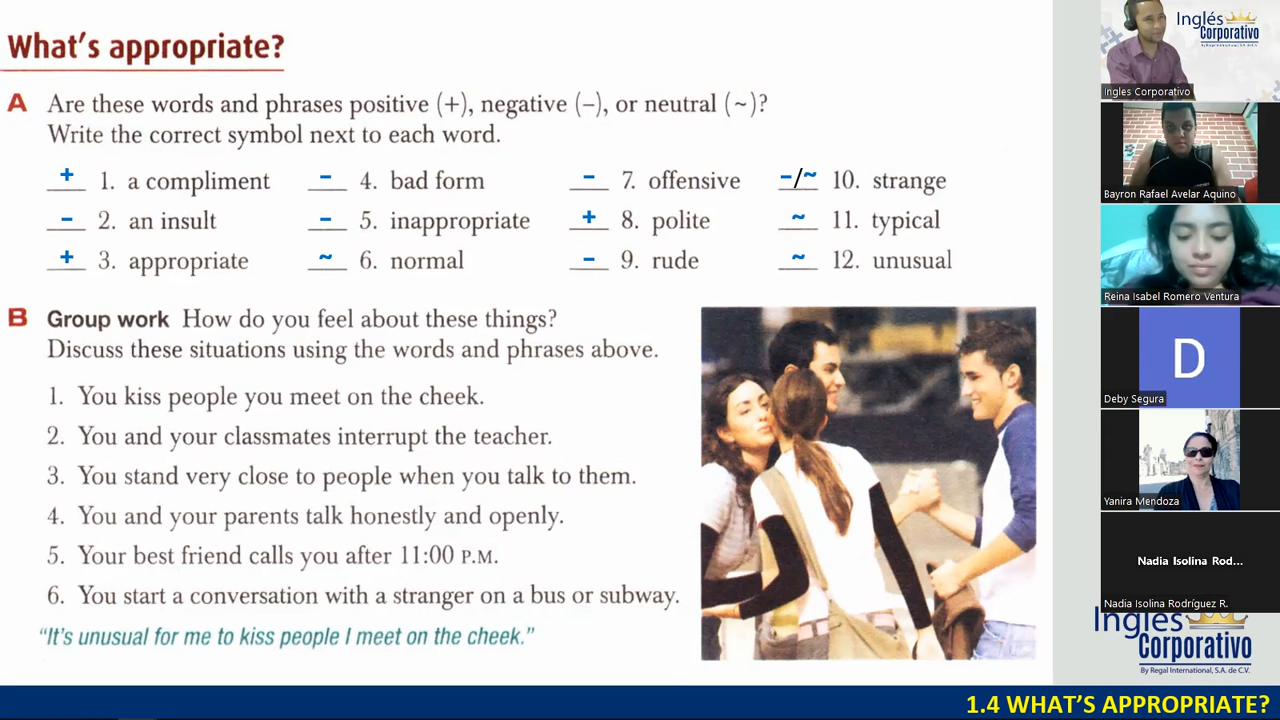 What's appropriate?
A Are these words and phrases positive (+), negative (–), or neutral (~)?
Write the correct symbol next to each word.
+ 1. a compliment - 4. bad form - 7. offensive -/~ 10. strange
- 2. an insult - 5. inappropriate + 8. polite ~ 11. typical
+ 3. appropriate ~ 6. normal - 9. rude ~ 12. unusual
B Group work How do you feel about these things?
Discuss these situations using the words and phrases above.
1. You kiss people you meet on the cheek.
2. You and your classmates interrupt the teacher.
3. You stand very close to people when you talk to them.
4. You and your parents talk honestly and openly.
5. Your best friend calls you after 11:00 P.M.
6. You start a conversation with a stranger on a bus or subway.
"It's unusual for me to kiss people I meet on the cheek."
Inglés
Corporativo
By Regal International, S.A. de C.V.
Ingles Corporativo
Bayron Rafael Avelar Aquino
Reina Isabel Romero Ventura
D
Deby Segura
Yanira Mendoza
Nadia Isolina Rod...
Nadia Isolina Rodríguez R.
Inglés
Corporativo
By Regal International, S.A. de C.V.
1.4 WHAT'S APPROPRIATE?